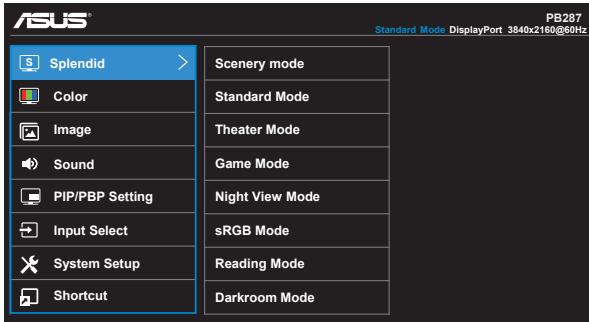 ASUS
PB287
Standard Mode DisplayPort 3840x2160@60Hz
S Splendid
Color
Image
Sound
PIP/PBP Setting
Input Select
System Setup
Shortcut
Scenery mode
Standard Mode
Theater Mode
Game Mode
Night View Mode
sRGB Mode
Reading Mode
Darkroom Mode